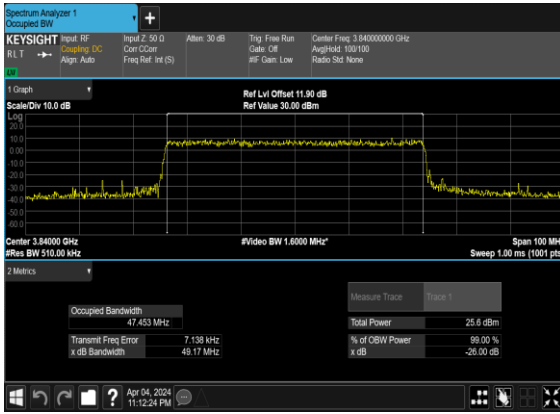 Spectrum Analyzer 1
Occupied BW
+
KEYSIGHT
Input: RF
Input Z: 50 Ω
Atten: 30 dB
Trig: Free Run
Center Freq: 3.840000000 GHz
RLT
Coupling: DC
Corr CCorr
Gate: Off
Avg|Hold: 100/100
Align: Auto
Freq Ref: Int (S)
#IF Gain: Low
Radio Std: None
1 Graph
Ref Lvl Offset 11.90 dB
Scale/Div 10.0 dB
Ref Value 30.00 dBm
Log
20.0
10.0
0.00
-10.0
-20.0
-30.0
-40.0
-50.0
-60.0
Center 3.84000 GHz
#Video BW 1.6000 MHz*
Span 100 MH
#Res BW 510.00 kHz
Sweep 1.00 ms (1001 pts
2 Metrics
Measure Trace
Trace 1
Occupied Bandwidth
47.453 MHz
Total Power
25.6 dBm
Transmit Freq Error
7.138 kHz
% of OBW Power
99.00 %
x dB Bandwidth
49.17 MHz
x dB
-26.00 dB
?
Apr 04, 2024
11:12:24 PM